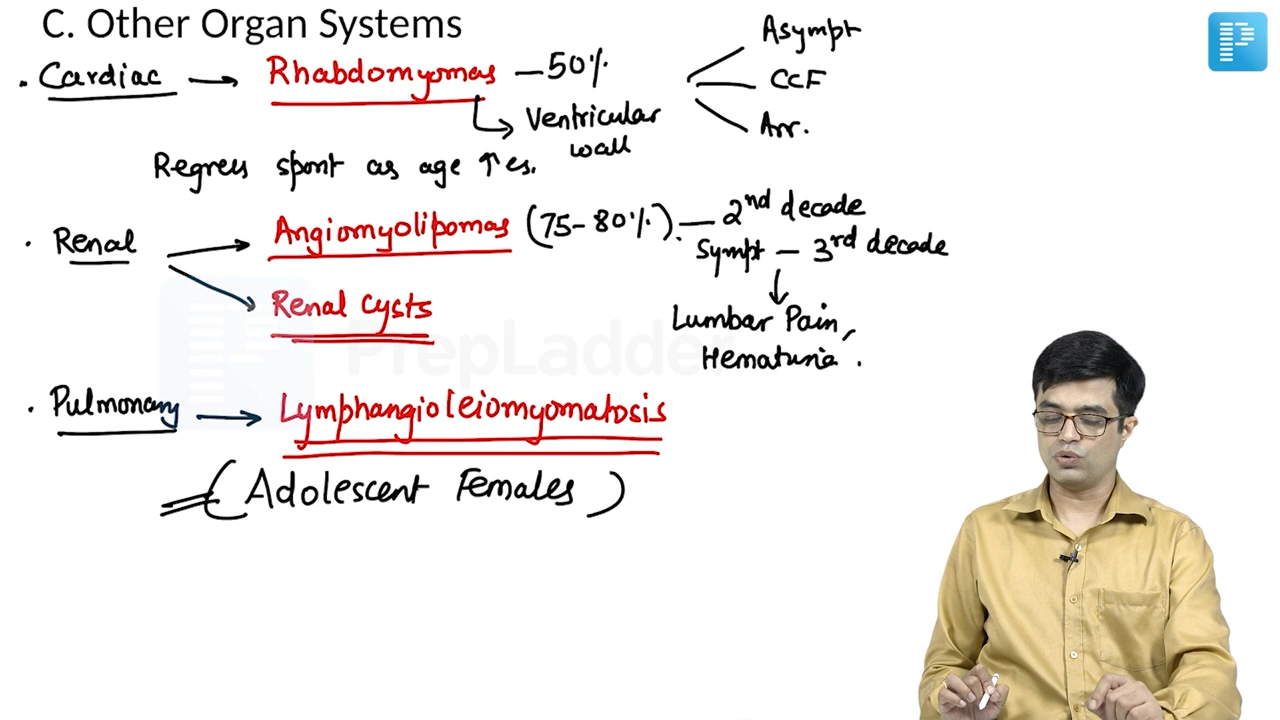 C. Other Organ Systems
• Cardiac → Rhabdomyomas — 50%
Asympt
CCF
Arr.
Ventricular
wall
Regress spont as age ↑es.
• Renal → Angiomyolipomas (75-80%). — 2nd decade
Sympt — 3rd decade
Renal Cysts
Lumbar Pain,
Hematuria.
PrepLadder
• Pulmonary → Lymphangioleiomyomatosis
(Adolescent Females)